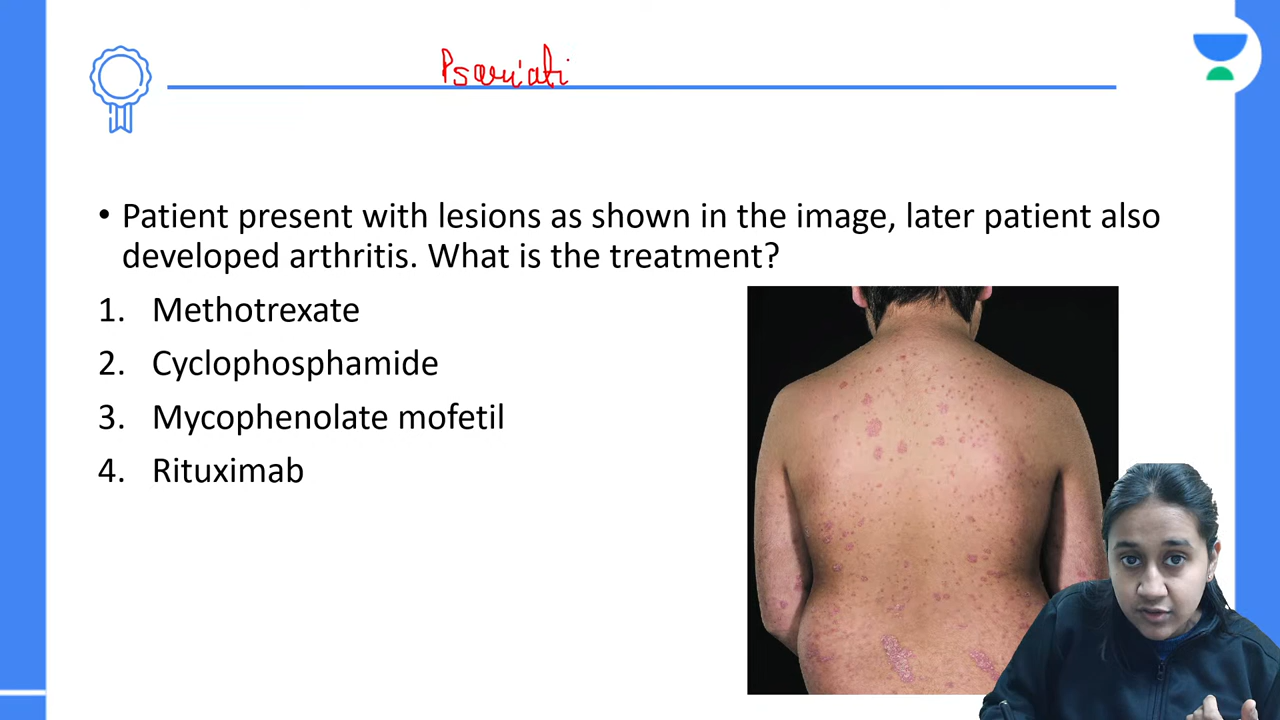 Psoriati
• Patient present with lesions as shown in the image, later patient also
developed arthritis. What is the treatment?
1. Methotrexate
2. Cyclophosphamide
3. Mycophenolate mofetil
4. Rituximab